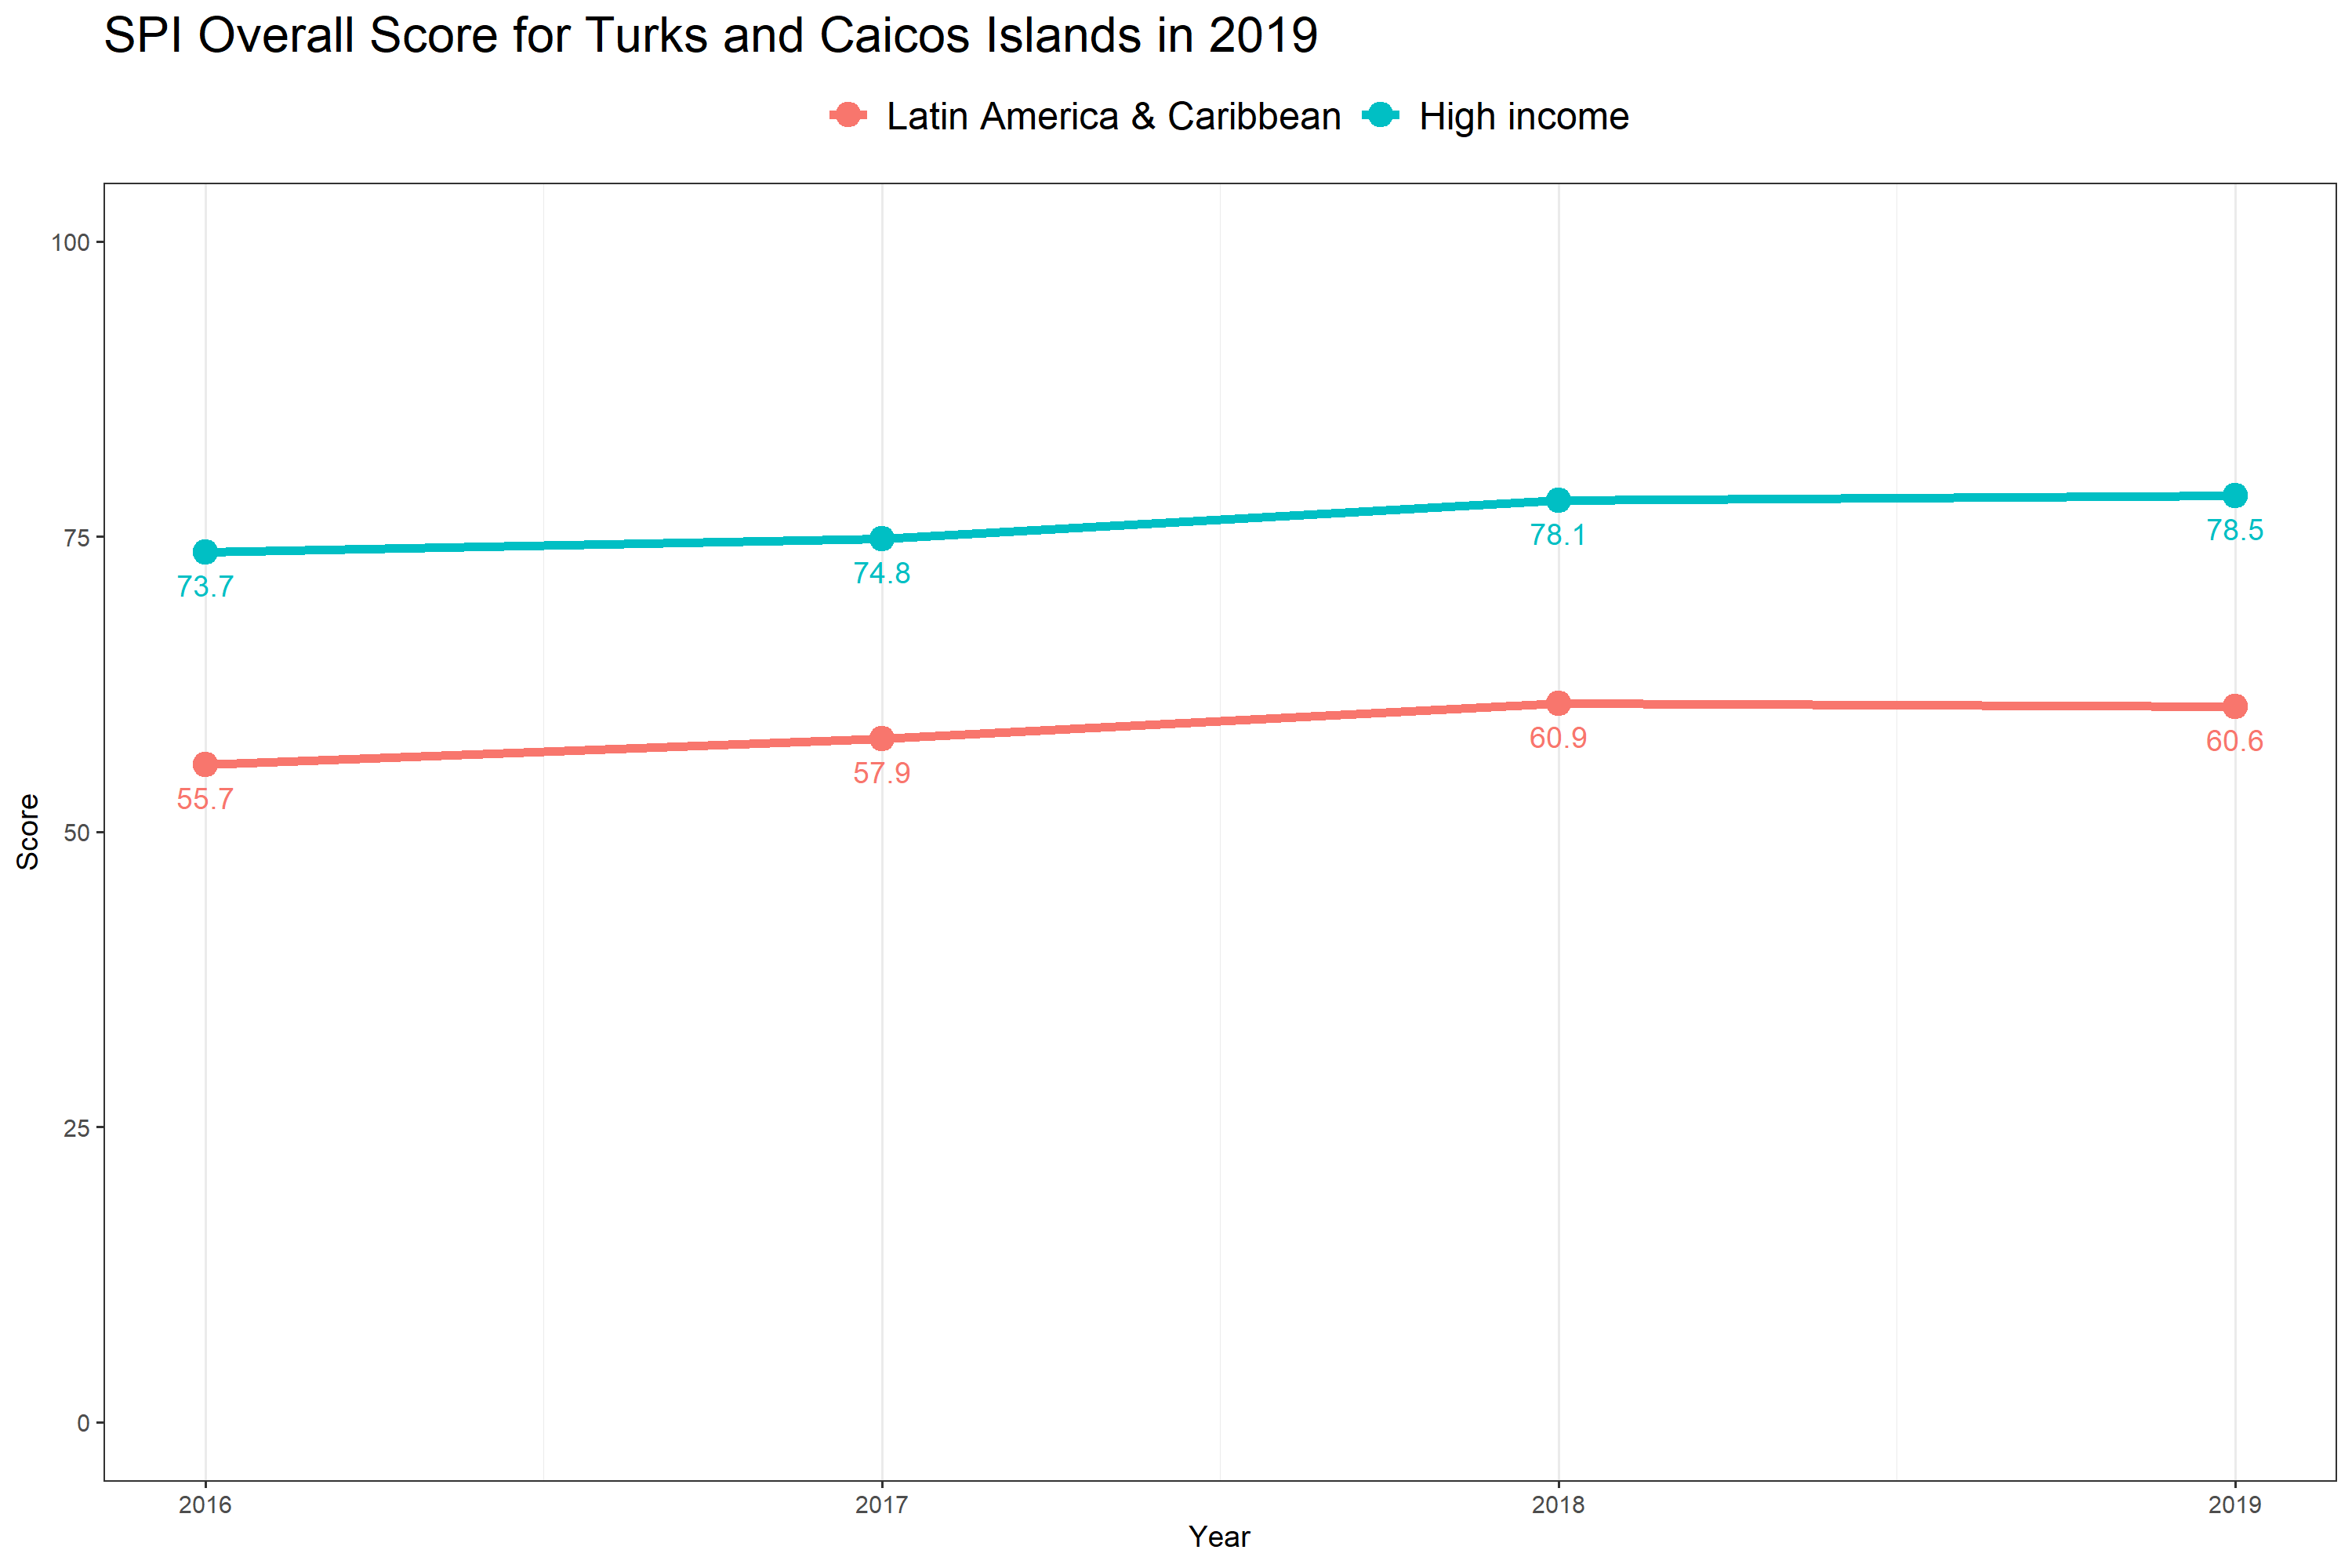 SPI Overall Score for Turks and Caicos Islands in 2019
Latin America & Caribbean High income
100
75
50
25
0
Score
73.7 74.8 78.1 78.5
55.7 57.9 60.9 60.6
2016 2017 2018 2019
Year